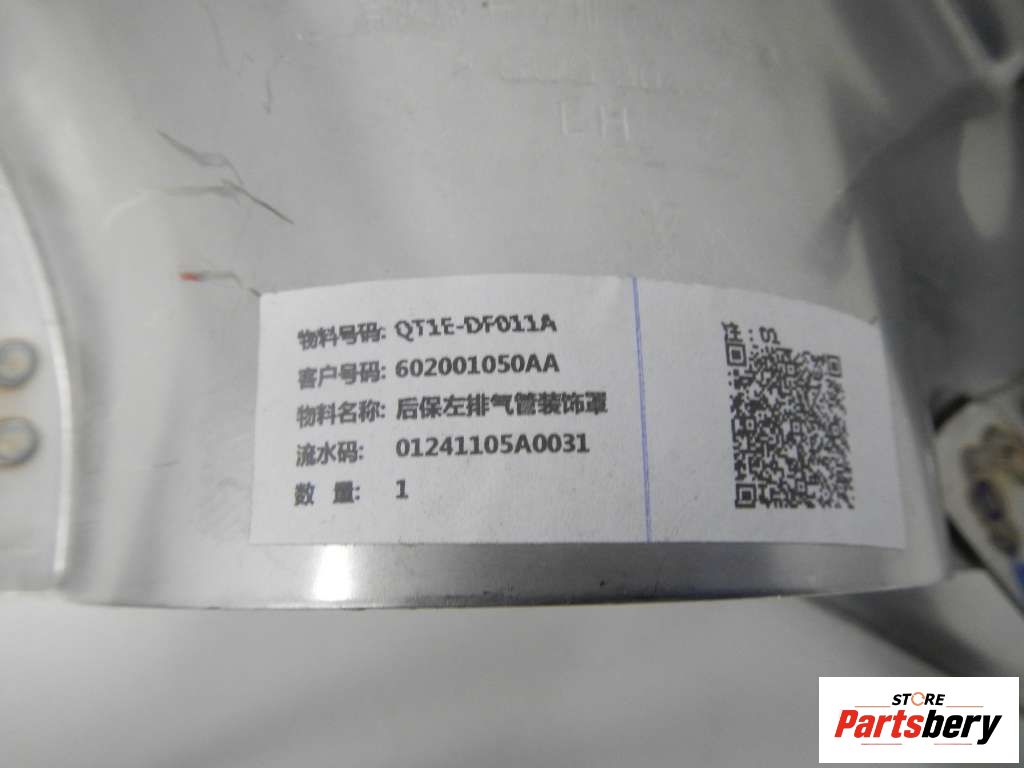 LH
物料号码: QT1E-DF011A
客户号码: 602001050AA
物料名称: 后保左排气管装饰罩
流水码: 01241105A0031
数 量: 1
注: S
STORE
Partsbery